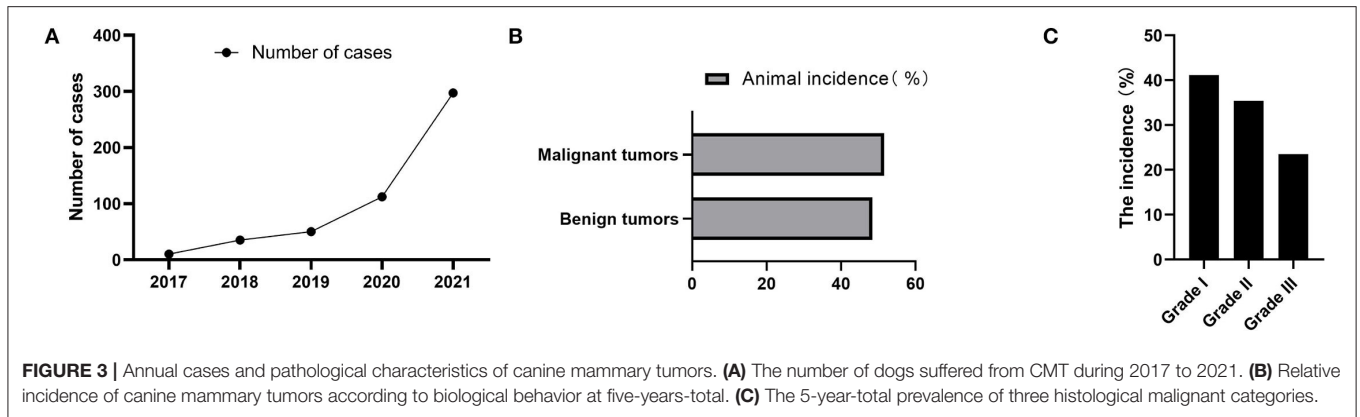 A
400
300
200
100
0
Number of cases
Number of cases
2017 2018 2019 2020 2021
B
Animal incidence( %)
Malignant tumors
Benign tumors
0 20 40 60
C
50
40
30
20
10
0
The incidence (%)
Grade I
Grade II
Grade III
FIGURE 3 | Annual cases and pathological characteristics of canine mammary tumors. (A) The number of dogs suffered from CMT during 2017 to 2021. (B) Relative
incidence of canine mammary tumors according to biological behavior at five-years-total. (C) The 5-year-total prevalence of three histological malignant categories.